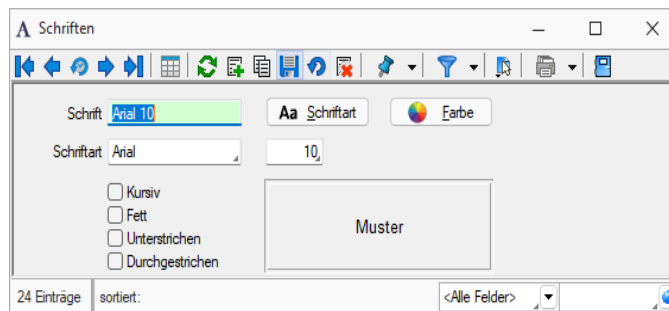 A Schriften
Schrift Arial 10 Aa Schriftart Farbe
Schriftart Arial 10
Kursiv
Fett
Unterstrichen
Durchgestrichen
Muster
24 Einträge sortiert: <Alle Felder>